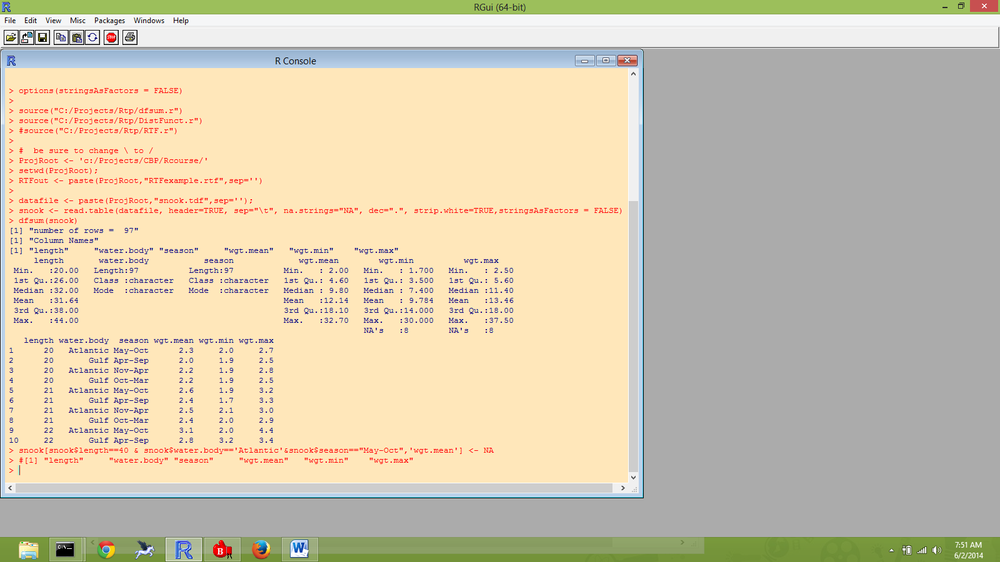 RGui (64-bit)
File Edit View Misc Packages Windows Help
STOP
R Console
> options(stringsAsFactors = FALSE)
>
> source("C:/Projects/Rtp/dfsum.r")
> source("C:/Projects/Rtp/DistFunct.r")
> #source("C:/Projects/Rtp/RTF.r")
>
> #  be sure to change \ to /
> ProjRoot <- 'c:/Projects/CBP/Rcourse/'
> setwd(ProjRoot);
> RTFout <- paste(ProjRoot,"RTFexample.rtf",sep='')
>
> datafile <- paste(ProjRoot,"snook.tdf",sep='');
> snook <- read.table(datafile, header=TRUE, sep="\t", na.strings="NA", dec=".", strip.white=TRUE,stringsAsFactors = FALSE)
> dfsum(snook)
[1] "number of rows =  97"
[1] "Column Names"
[1] "length"     "water.body" "season"     "wgt.mean"   "wgt.min"    "wgt.max"
     length       water.body           season             wgt.mean        wgt.min          wgt.max
 Min.   :20.00   Length:97          Length:97          Min.   : 2.00   Min.   : 1.700   Min.   : 2.50
 1st Qu.:26.00   Class :character   Class :character   1st Qu.: 4.60   1st Qu.: 3.500   1st Qu.: 5.60
 Median :32.00   Mode  :character   Mode  :character   Median : 9.80   Median : 7.400   Median :11.40
 Mean   :31.64                                         Mean   :12.14   Mean   : 9.784   Mean   :13.46
 3rd Qu.:38.00                                         3rd Qu.:18.10   3rd Qu.:14.000   3rd Qu.:18.00
 Max.   :44.00                                         Max.   :32.70   Max.   :30.000   Max.   :37.50
                                                                       NA's   :8        NA's   :8
   length water.body  season wgt.mean wgt.min wgt.max
1      20   Atlantic May-Oct      2.3     2.0     2.7
2      20       Gulf Apr-Sep      2.0     1.9     2.5
3      20   Atlantic Nov-Apr      2.2     1.9     2.8
4      20       Gulf Oct-Mar      2.2     1.9     2.5
5      21   Atlantic May-Oct      2.6     1.9     3.2
6      21       Gulf Apr-Sep      2.4     1.7     3.3
7      21   Atlantic Nov-Apr      2.5     2.1     3.0
8      21       Gulf Oct-Mar      2.4     2.0     2.9
9      22   Atlantic May-Oct      3.1     2.0     4.4
10     22       Gulf Apr-Sep      2.8     3.2     3.4
> snook[snook$length==40 & snook$water.body=='Atlantic'&snook$season=="May-Oct",'wgt.mean'] <- NA
> #[1] "length"     "water.body" "season"     "wgt.mean"   "wgt.min"    "wgt.max"
>
7:51 AM
6/2/2014